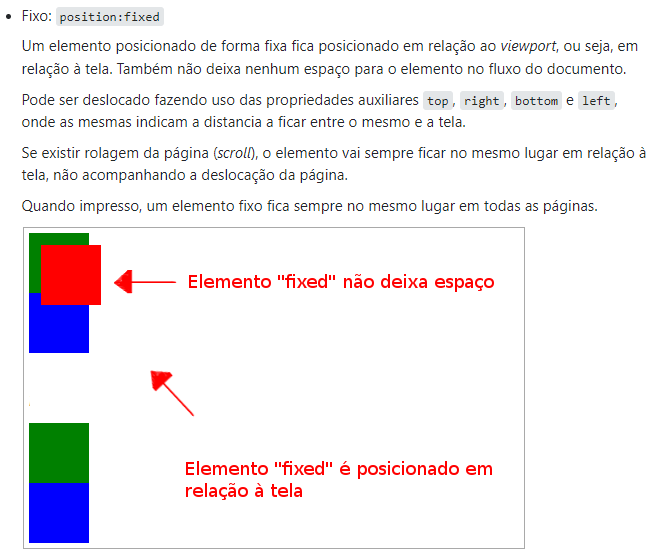 Fixo: position:fixed
Um elemento posicionado de forma fixa fica posicionado em relação ao viewport, ou seja, em
relação à tela. Também não deixa nenhum espaço para o elemento no fluxo do documento.
Pode ser deslocado fazendo uso das propriedades auxiliares top, right, bottom e left,
onde as mesmas indicam a distancia a ficar entre o mesmo e a tela.
Se existir rolagem da página (scroll), o elemento vai sempre ficar no mesmo lugar em relação à
tela, não acompanhando a deslocação da página.
Quando impresso, um elemento fixo fica sempre no mesmo lugar em todas as páginas.
Elemento "fixed" não deixa espaço
Elemento "fixed" é posicionado em
relação à tela